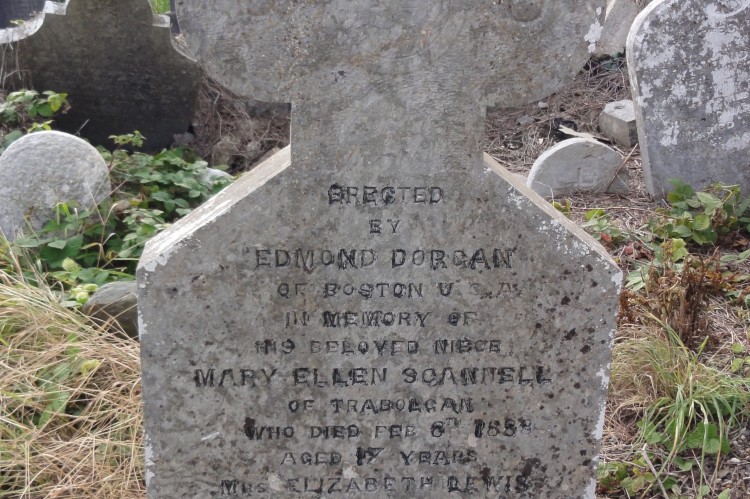 ERECTED
BY
EDMOND DORGAN
OF BOSTON U.S.A
IN MEMORY OF
HIS BELOVED NIECE
MARY ELLEN SCANNELL
OF TRABOLGAN
WHO DIED FEB 6TH
AGED 17 YEARS
MRS ELIZABETH LEWIS